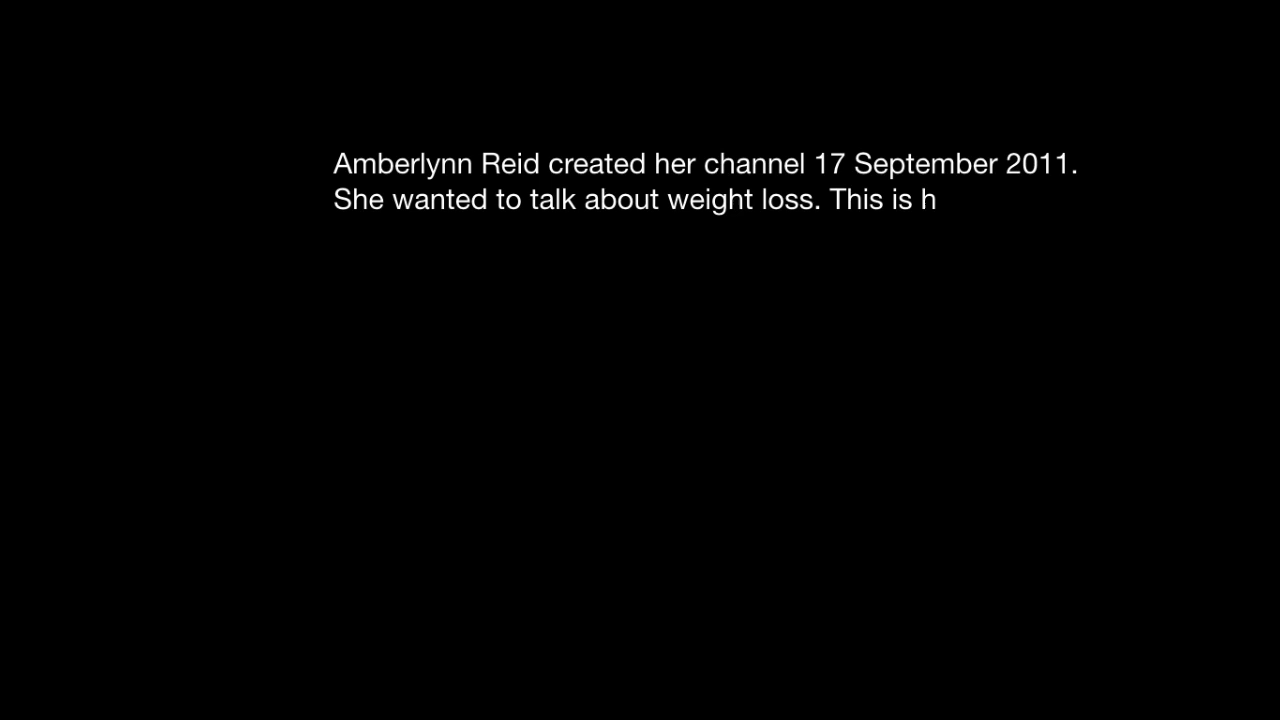 Amberlynn Reid created her channel 17 September 2011.
She wanted to talk about weight loss. This is h